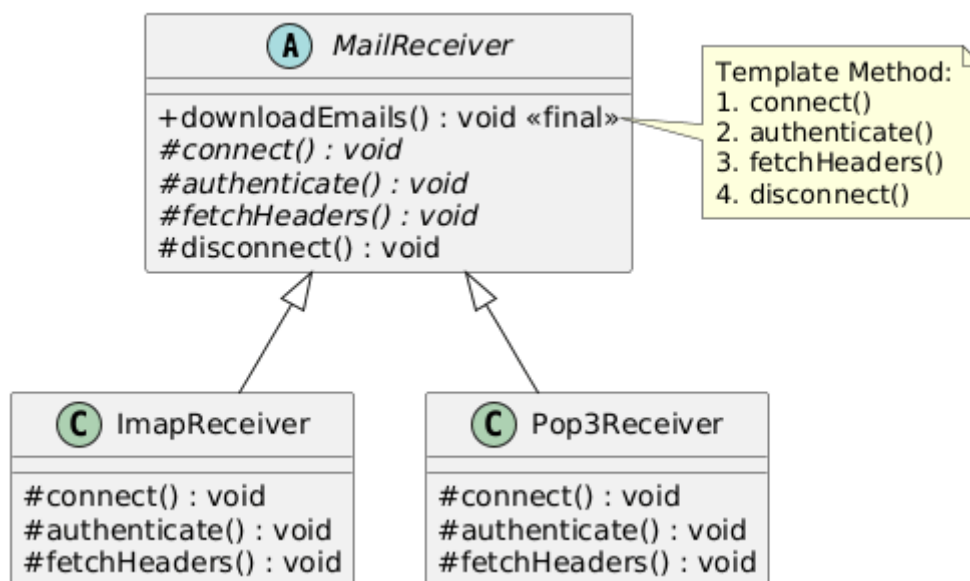 A MailReceiver
+downloadEmails() : void «final»
#connect() : void
#authenticate() : void
#fetchHeaders() : void
#disconnect() : void
Template Method:
1. connect()
2. authenticate()
3. fetchHeaders()
4. disconnect()
C ImapReceiver
#connect() : void
#authenticate() : void
#fetchHeaders() : void
C Pop3Receiver
#connect() : void
#authenticate() : void
#fetchHeaders() : void